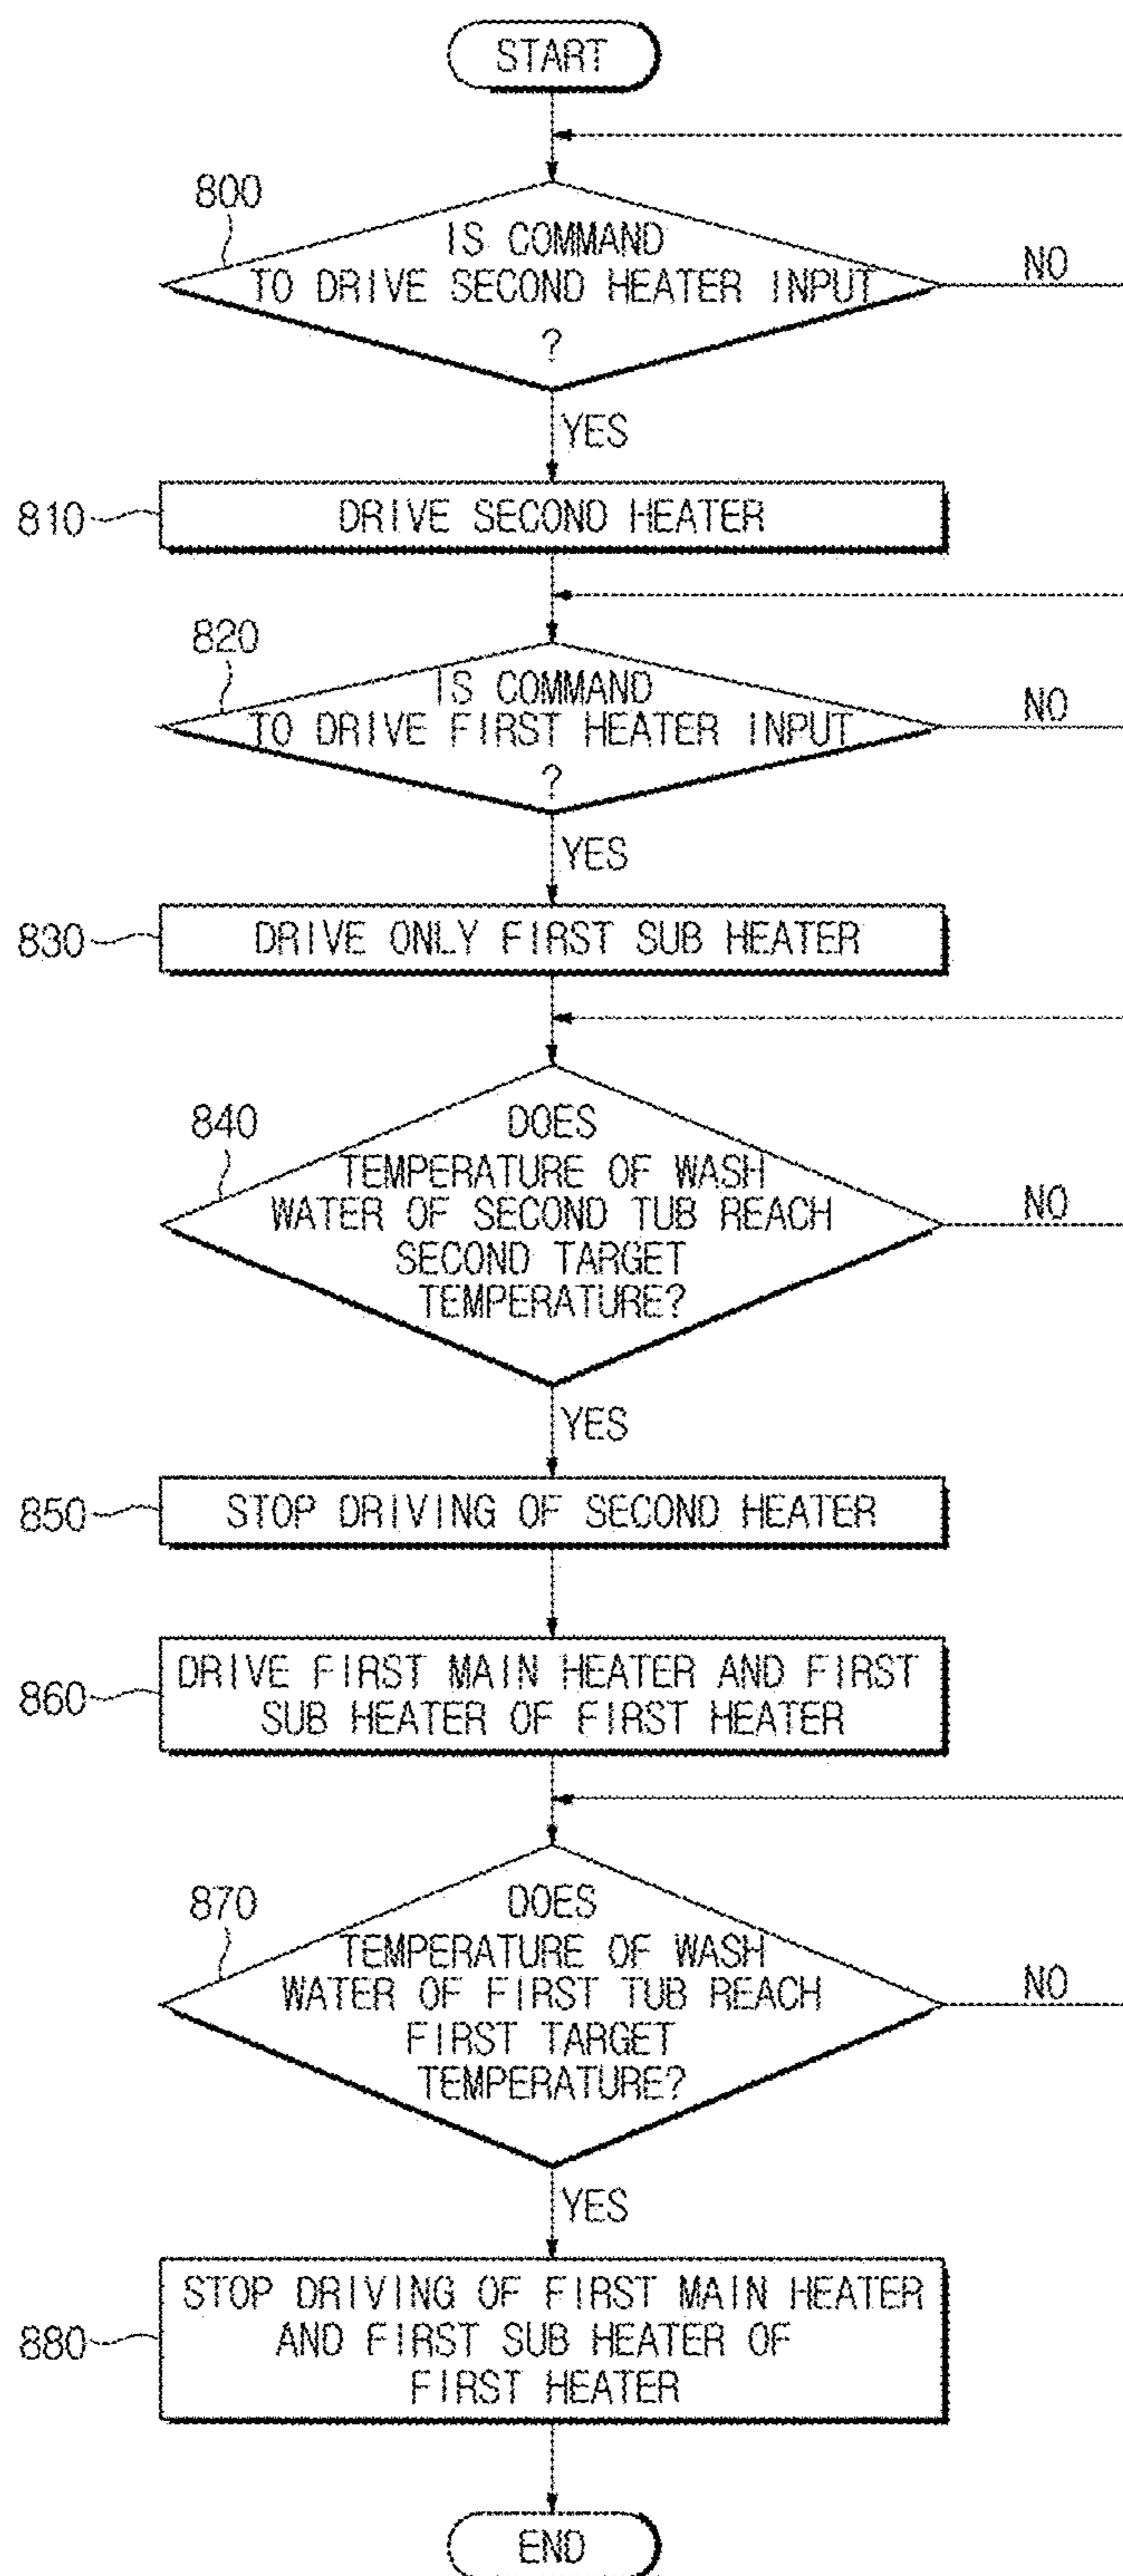 START
800
IS COMMAND
TO DRIVE SECOND HEATER INPUT
?
NO
YES
810
DRIVE SECOND HEATER
820
IS COMMAND
TO DRIVE FIRST HEATER INPUT
?
NO
YES
830
DRIVE ONLY FIRST SUB HEATER
840
DOES
TEMPERATURE OF WASH
WATER OF SECOND TUB REACH
SECOND TARGET
TEMPERATURE?
NO
YES
850
STOP DRIVING OF SECOND HEATER
860
DRIVE FIRST MAIN HEATER AND FIRST
SUB HEATER OF FIRST HEATER
870
DOES
TEMPERATURE OF WASH
WATER OF FIRST TUB REACH
FIRST TARGET
TEMPERATURE?
NO
YES
880
STOP DRIVING OF FIRST MAIN HEATER
AND FIRST SUB HEATER OF
FIRST HEATER
END